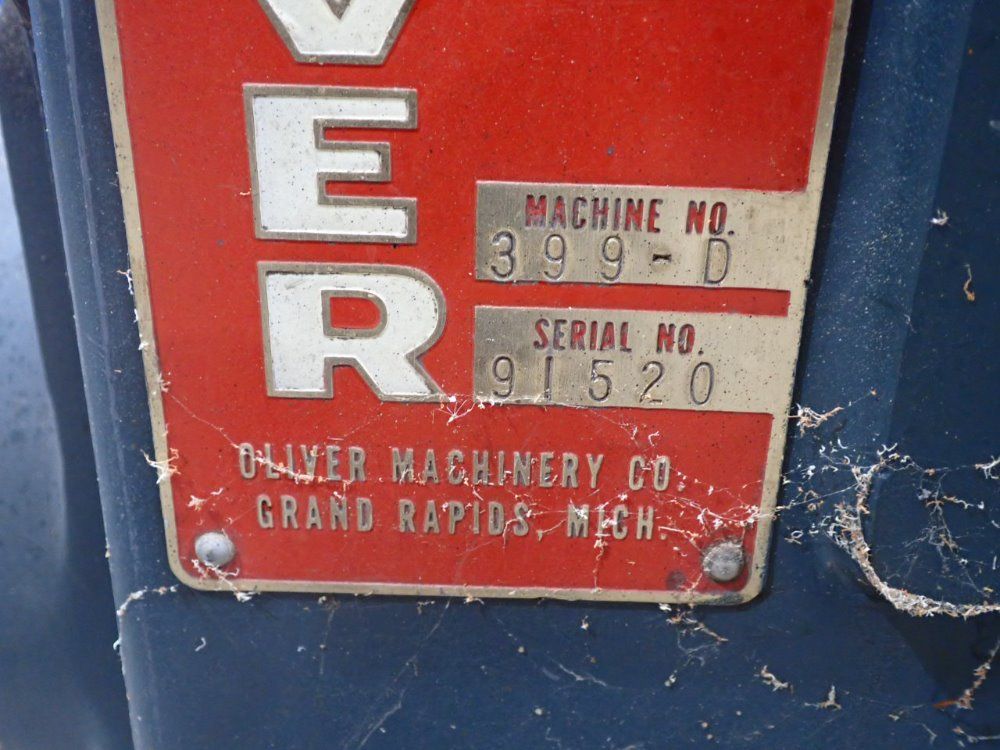 VER
MACHINE NO.
399-D
SERIAL NO.
91520
OLIVER MACHINERY CO.
GRAND RAPIDS, MICH.